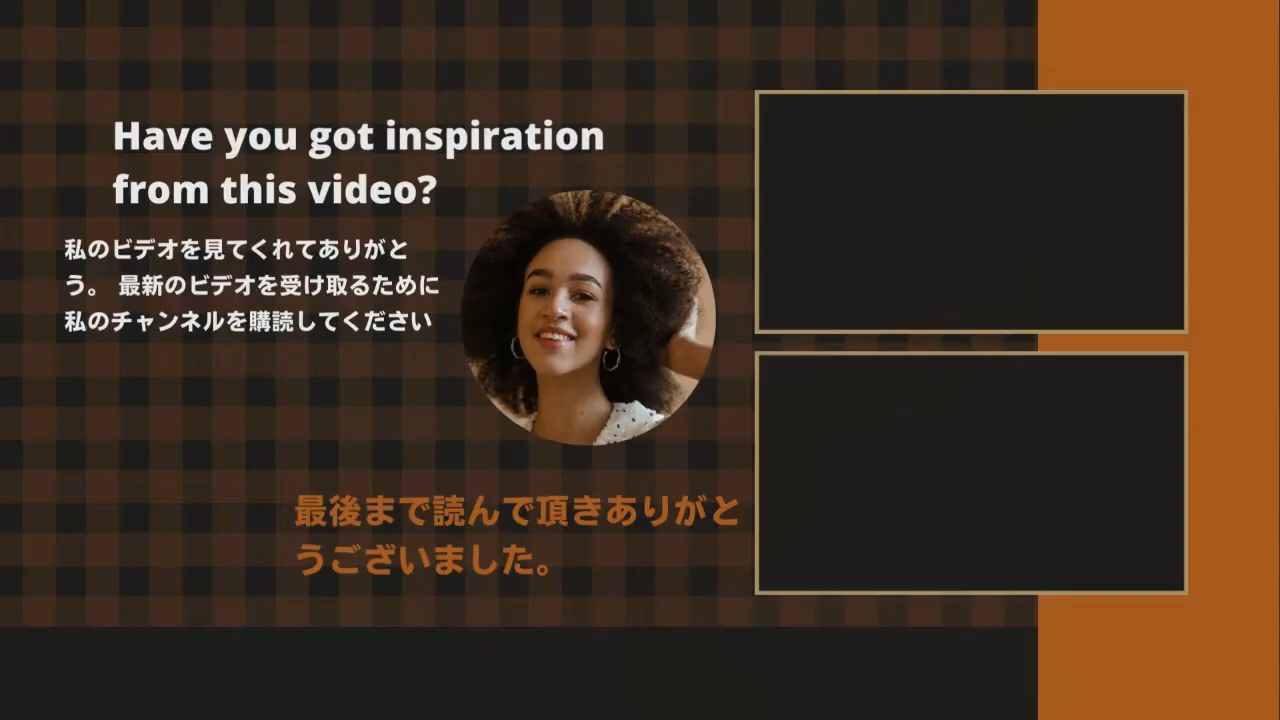 Have you got inspiration
from this video?
私のビデオを見てくれてありがと
う。 最新のビデオを受け取るために
私のチャンネルを購読してください
最後まで読んで頂きありがと
うございました。